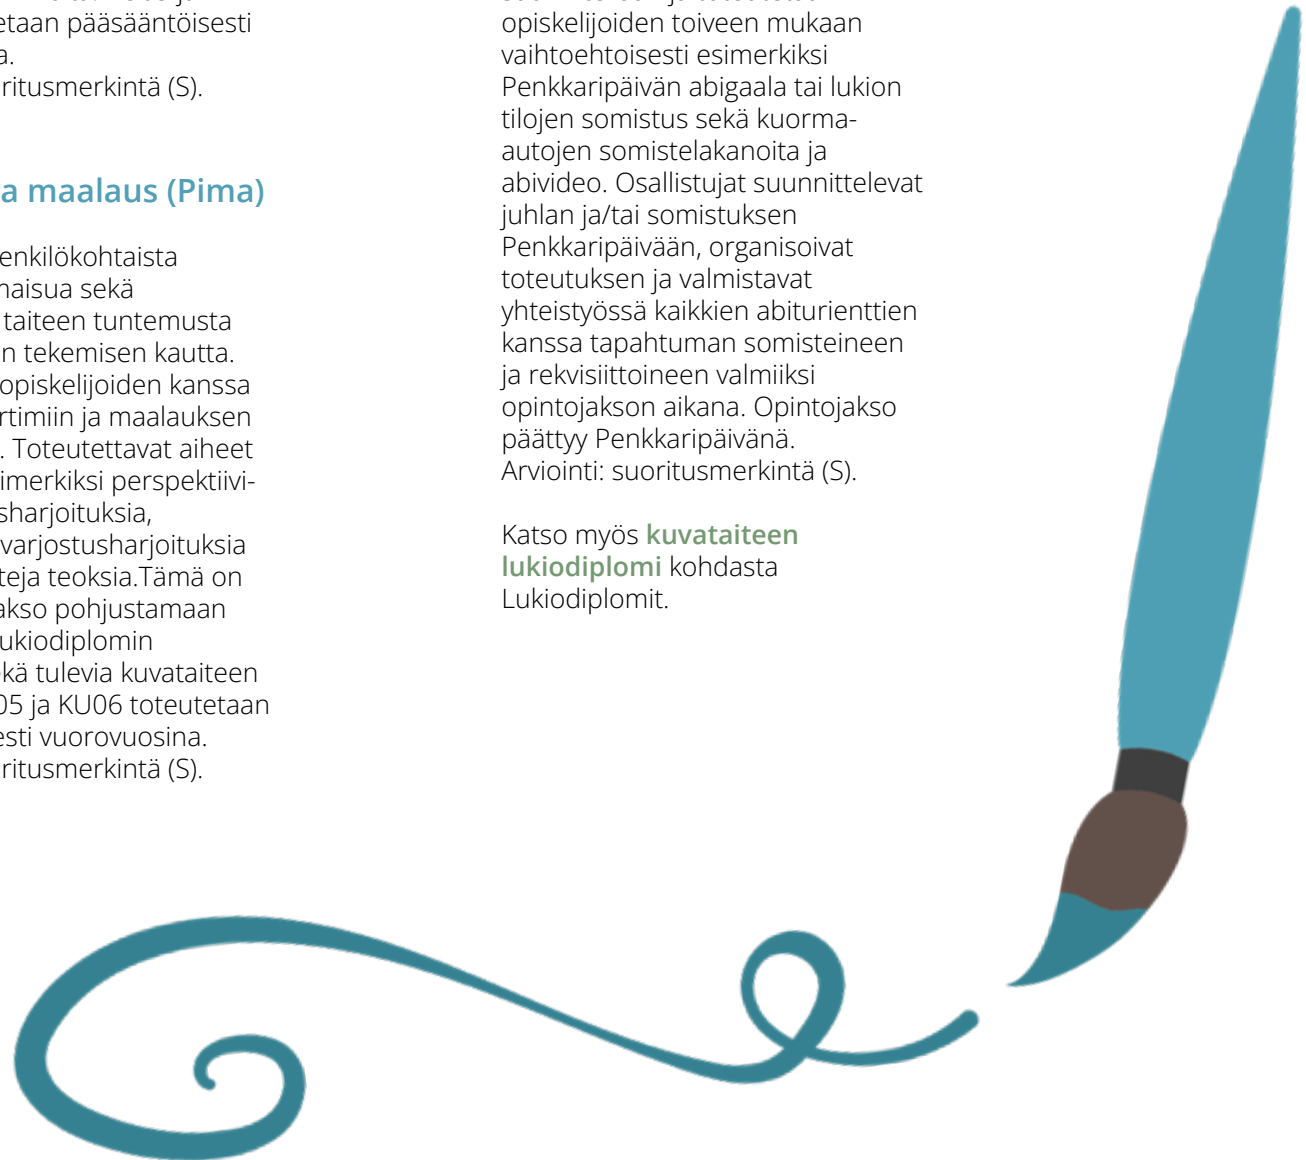 etaan pääsääntöisesti
a.
ritusmerkintä (S).
a maalaus (Pima)
enkilökohtaista
naisua sekä
taiteen tuntemusta
n tekemisen kautta.
opiskelijoiden kanssa
rtimiin ja maalauksen
. Toteutettavat aiheet
imerkiksi perspektiivi-
sharjoituksia,
varjostusharjoituksia
teja teoksia.Tämä on
akso pohjustamaan
ukiodiplomin
kä tulevia kuvataiteen
05 ja KU06 toteutetaan
esti vuorovuosina.
ritusmerkintä (S).
opiskelijoiden toiveen mukaan
vaihtoehtoisesti esimerkiksi
Penkkaripäivän abigaala tai lukion
tilojen somistus sekä kuorma-
autojen somistelakanoita ja
abivideo. Osallistujat suunnittelevat
juhlan ja/tai somistuksen
Penkkaripäivään, organisoivat
toteutuksen ja valmistavat
yhteistyössä kaikkien abiturienttien
kanssa tapahtuman somisteineen
ja rekvisiittoineen valmiiksi
opintojakson aikana. Opintojakso
päättyy Penkkaripäivänä.
Arviointi: suoritusmerkintä (S).
Katso myös kuvataiteen
lukiodiplomi kohdasta
Lukiodiplomit.